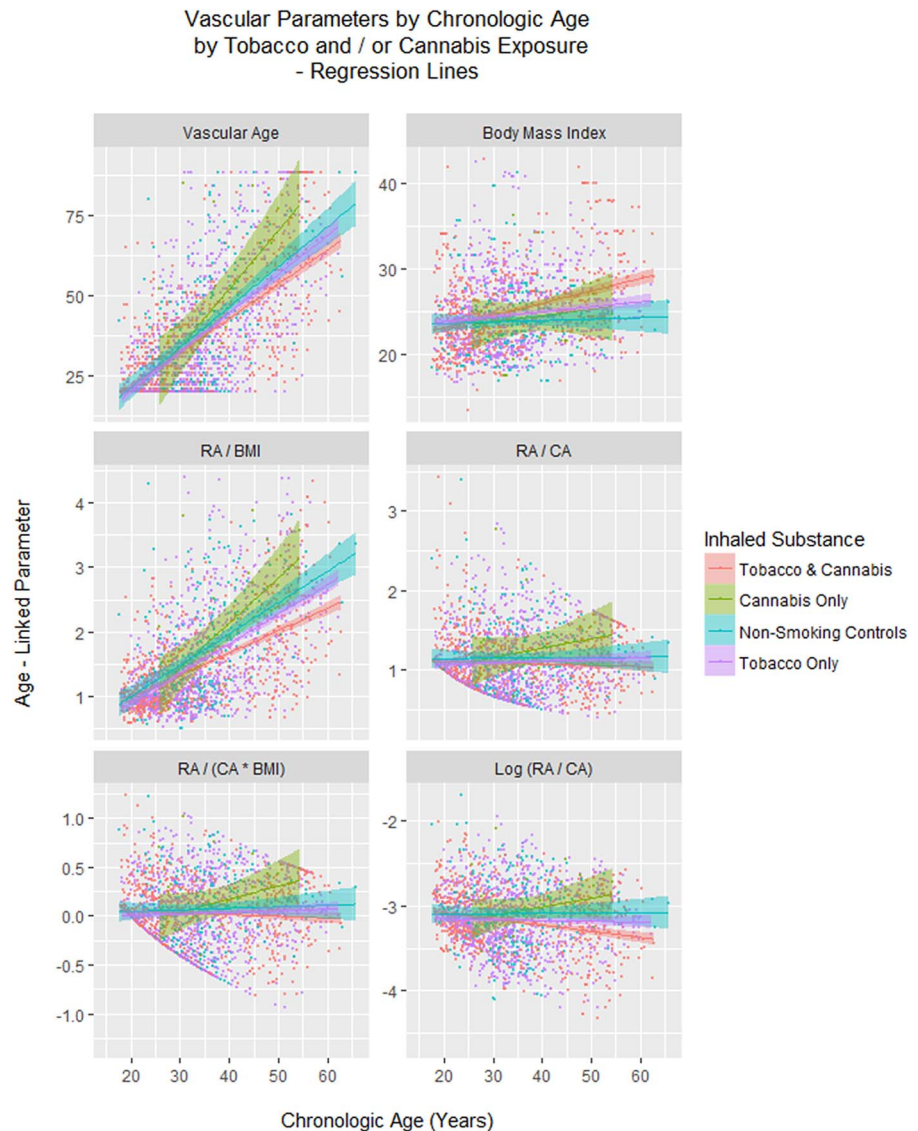 Vascular Parameters by Chronologic Age
by Tobacco and / or Cannabis Exposure
- Regression Lines
Vascular Age
Body Mass Index
75
50
25
40
30
20
RA / BMI
RA / CA
4
3
2
1
3
2
1
RA / (CA * BMI)
Log (RA / CA)
1.0
0.5
0.0
-0.5
-1.0
-2
-3
-4
20 30 40 50 60
20 30 40 50 60
Age - Linked Parameter
Chronologic Age (Years)
Inhaled Substance
Tobacco & Cannabis
Cannabis Only
Non-Smoking Controls
Tobacco Only